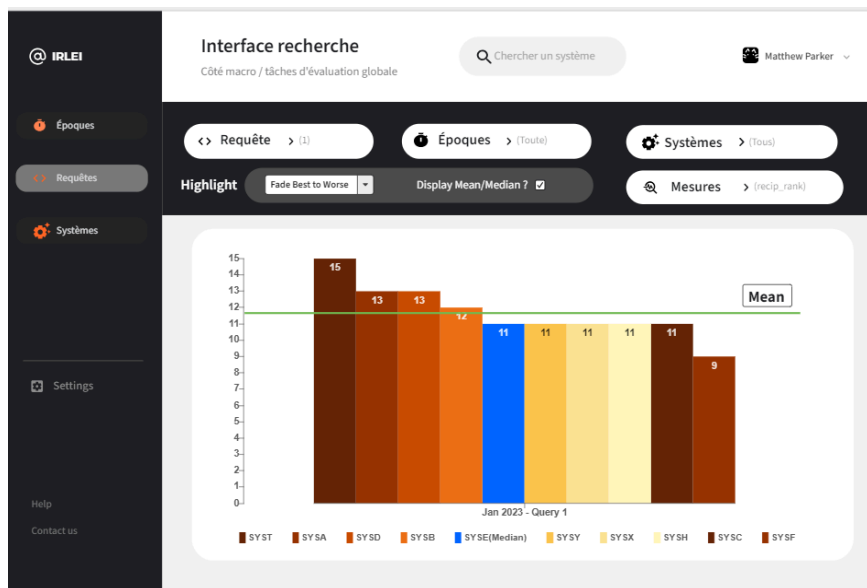 @ IRLEI
Époques
Requêtes
Systèmes
Settings
Help
Contact us
Interface recherche
Côté macro / tâches d'évaluation globale
Chercher un système
Matthew Parker
<> Requête > (1)
Époques > (Toute)
Systèmes > (Tous)
Highlight
Fade Best to Worse
Display Mean/Median ?
Mesures > (recip_rank)
15
14
13
12
11
10
9
8
7
6
5
4
3
2
1
0
15
13
13
12
11
11
11
11
11
9
Mean
Jan 2023 - Query 1
SYST SYSA SYSD SYSB SYSE(Median) SYSY SYSX SYSH SYSC SYSF